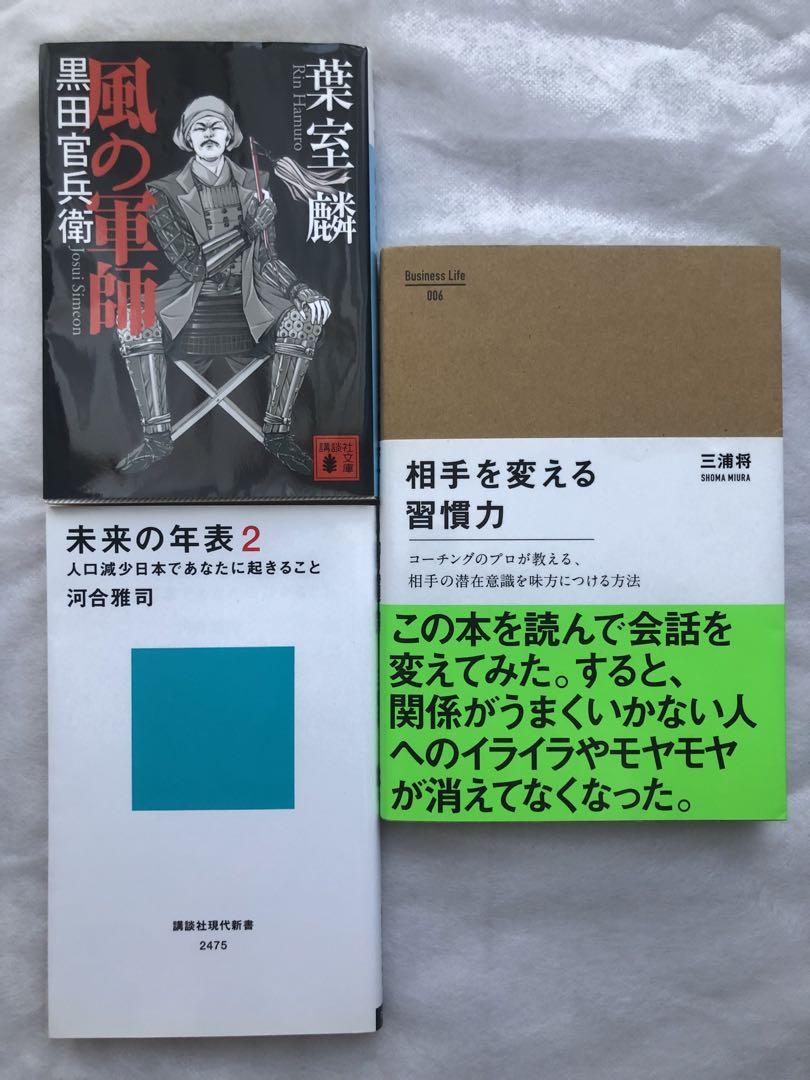 葉室麟
Rin Hamuro
風の軍師
黒田官兵衛
Josui Simeon
講談社
文庫
Business Life
006
相手を変える
習慣力
三浦将
SHOMA MIURA
コーチングのプロが教える、
相手の潜在意識を味方につける方法
この本を読んで会話を
変えてみた。すると、
関係がうまくいかない人
へのイライラやモヤモヤ
が消えてなくなった。
未来の年表2
人口減少日本であなたに起きること
河合雅司
講談社現代新書
2475